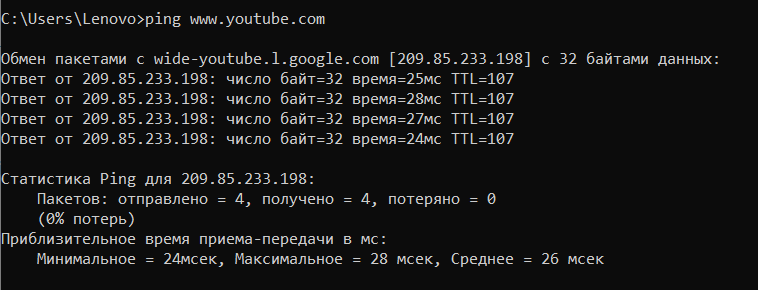 C:\Users\Lenovo>ping www.youtube.com
Обмен пакетами с wide-youtube.l.google.com [209.85.233.198] с 32 байтами данных:
Ответ от 209.85.233.198: число байт=32 время=25мс TTL=107
Ответ от 209.85.233.198: число байт=32 время=28мс TTL=107
Ответ от 209.85.233.198: число байт=32 время=27мс TTL=107
Ответ от 209.85.233.198: число байт=32 время=24мс TTL=107
Статистика Ping для 209.85.233.198:
Пакетов: отправлено = 4, получено = 4, потеряно = 0
(0% потерь)
Приблизительное время приема-передачи в мс:
Минимальное = 24мсек, Максимальное = 28 мсек, Среднее = 26 мсек